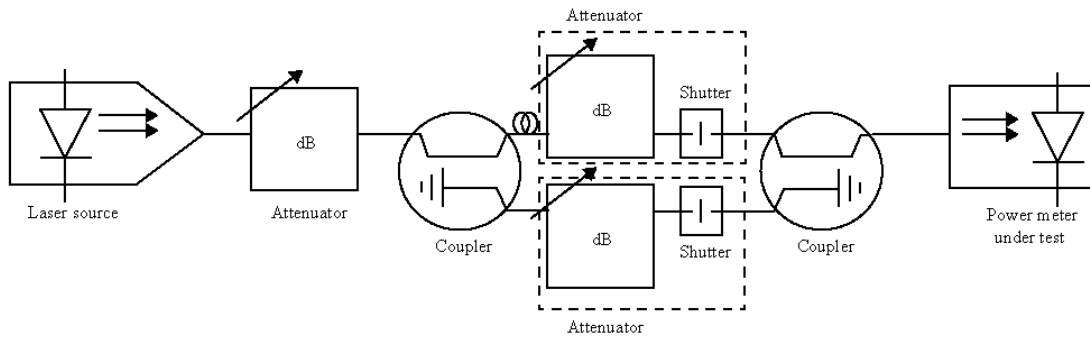 Attenuator
dB
Shutter
dB
Laser source
Attenuator
Coupler
dB
Shutter
Coupler
Power meter
under test
Attenuator